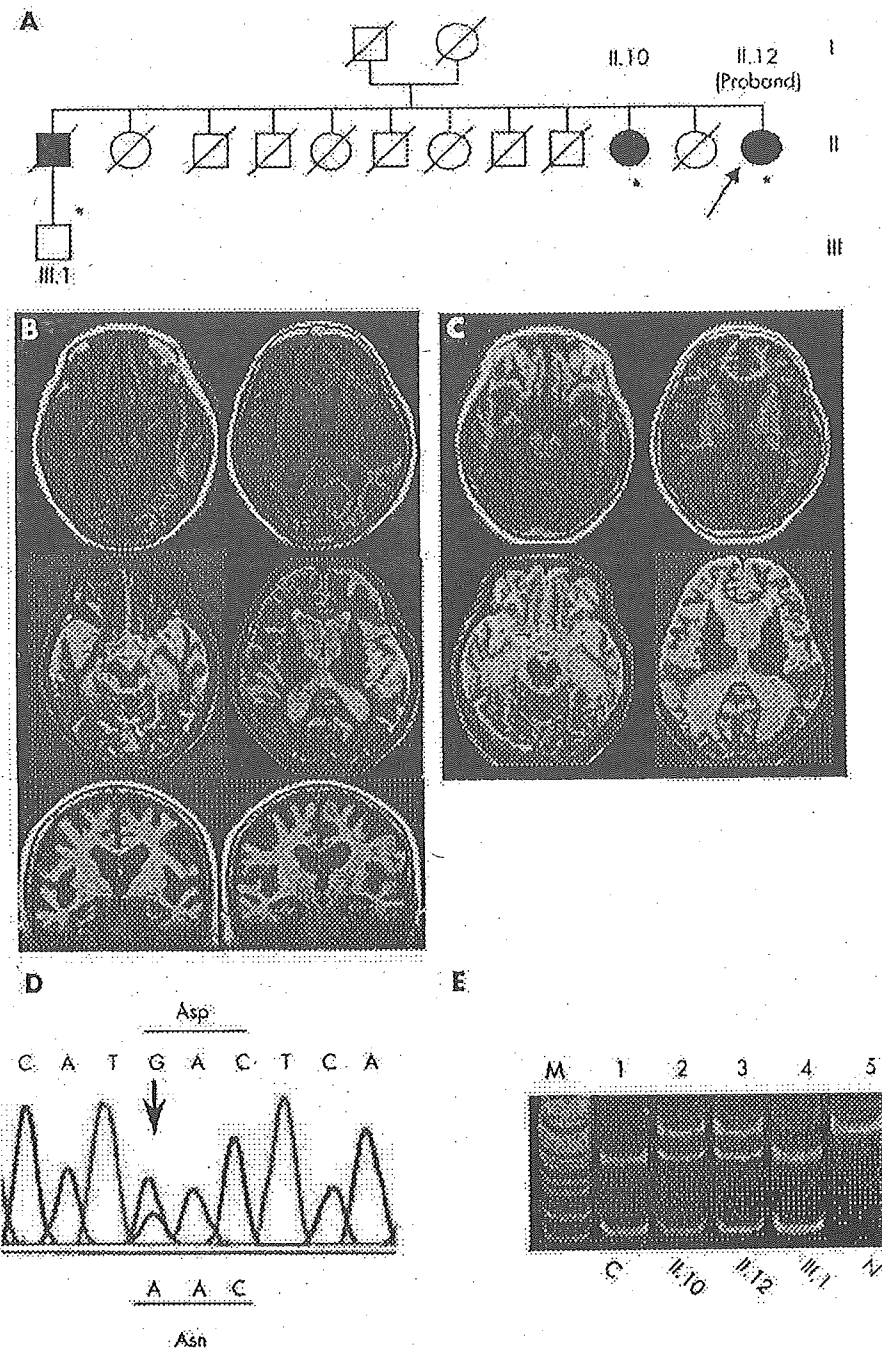 A
I
II.10
II.12
(Proband)
II
*
*
*
III
III.1
B
C
D
E
Asp
C A T G A C T C A
A A C
Asn
M 1 2 3 4 5
C II.10 II.12 III.1